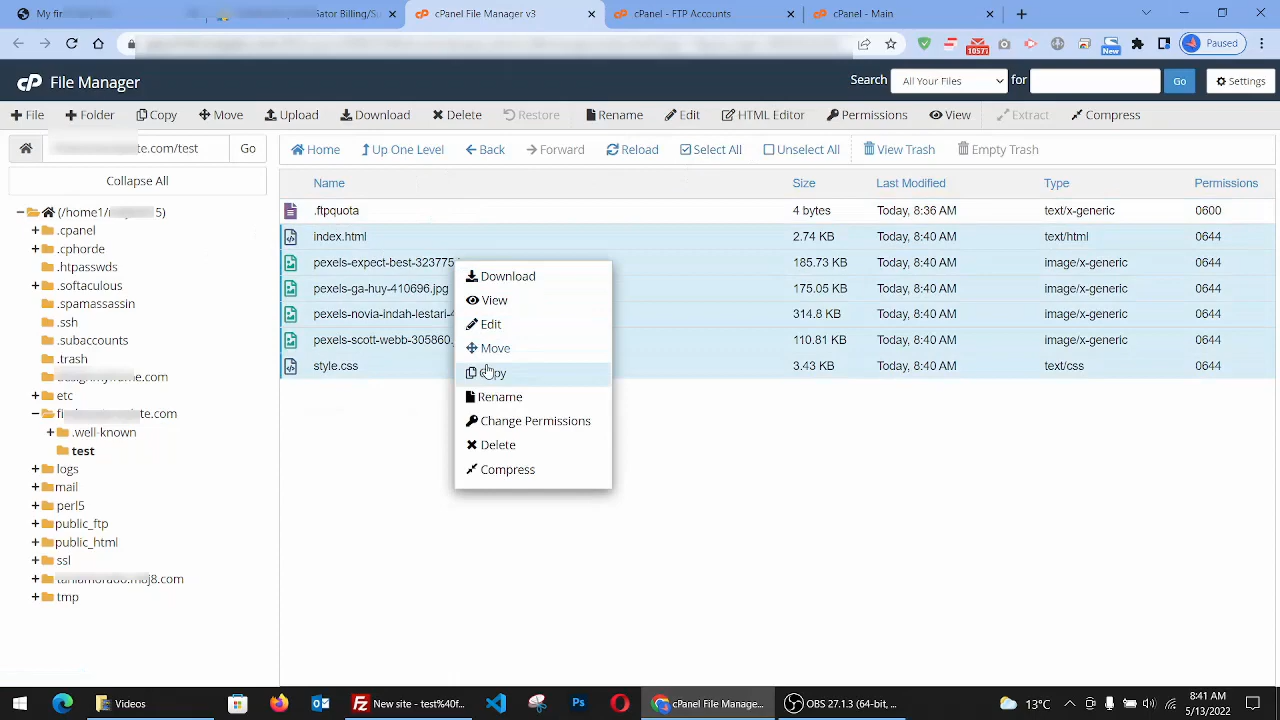 My fir
ator Billing/S
cPanel File Manager v3
cPanel - FTP Accounts
cPanel - Main
10571
New
Paused
cP File Manager
Search
All Your Files
for
Go
Settings
File
Folder
Copy
Move
Upload
Download
Delete
Restore
Rename
Edit
HTML Editor
Permissions
View
Extract
Compress
te.com/test
Go
Home
Up One Level
Back
Forward
Reload
Select All
Unselect All
View Trash
Empty Trash
Collapse All
Name
Size
Last Modified
Type
Permissions
.ftpquota
4 bytes
Today, 8:36 AM
text/x-generic
0600
index.html
2.74 KB
Today, 8:40 AM
text/html
0644
pexels-expect-best-323775
185.73 KB
Today, 8:40 AM
image/x-generic
0644
pexels-ga-huy-410696.jpg
175.05 KB
Today, 8:40 AM
image/x-generic
0644
pexels-novia-indah-lestari-4
314.8 KB
Today, 8:40 AM
image/x-generic
0644
pexels-scott-webb-305860.
110.81 KB
Today, 8:40 AM
image/x-generic
0644
style.css
3.43 KB
Today, 8:40 AM
text/css
0644
Download
View
Edit
Move
Copy
Rename
Change Permissions
Delete
Compress
(/home1/ 5)
.cpanel
.cphorde
.htpasswds
.softaculous
.spamassassin
.ssh
.subaccounts
.trash
.com
etc
te.com
.well-known
test
logs
mail
perl5
public_ftp
public_html
ssl
j8.com
tmp
Videos
New site - test%40f...
cPanel File Manage...
OBS 27.1.3 (64-bit, ...
13°C
8:41 AM
5/13/2022